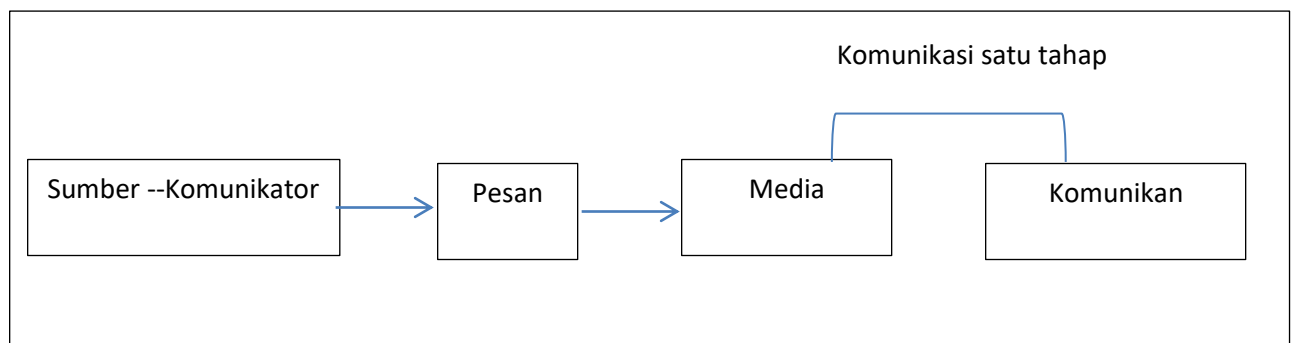 Komunikasi satu tahap
Sumber --Komunikator
Pesan
Media
Komunikan